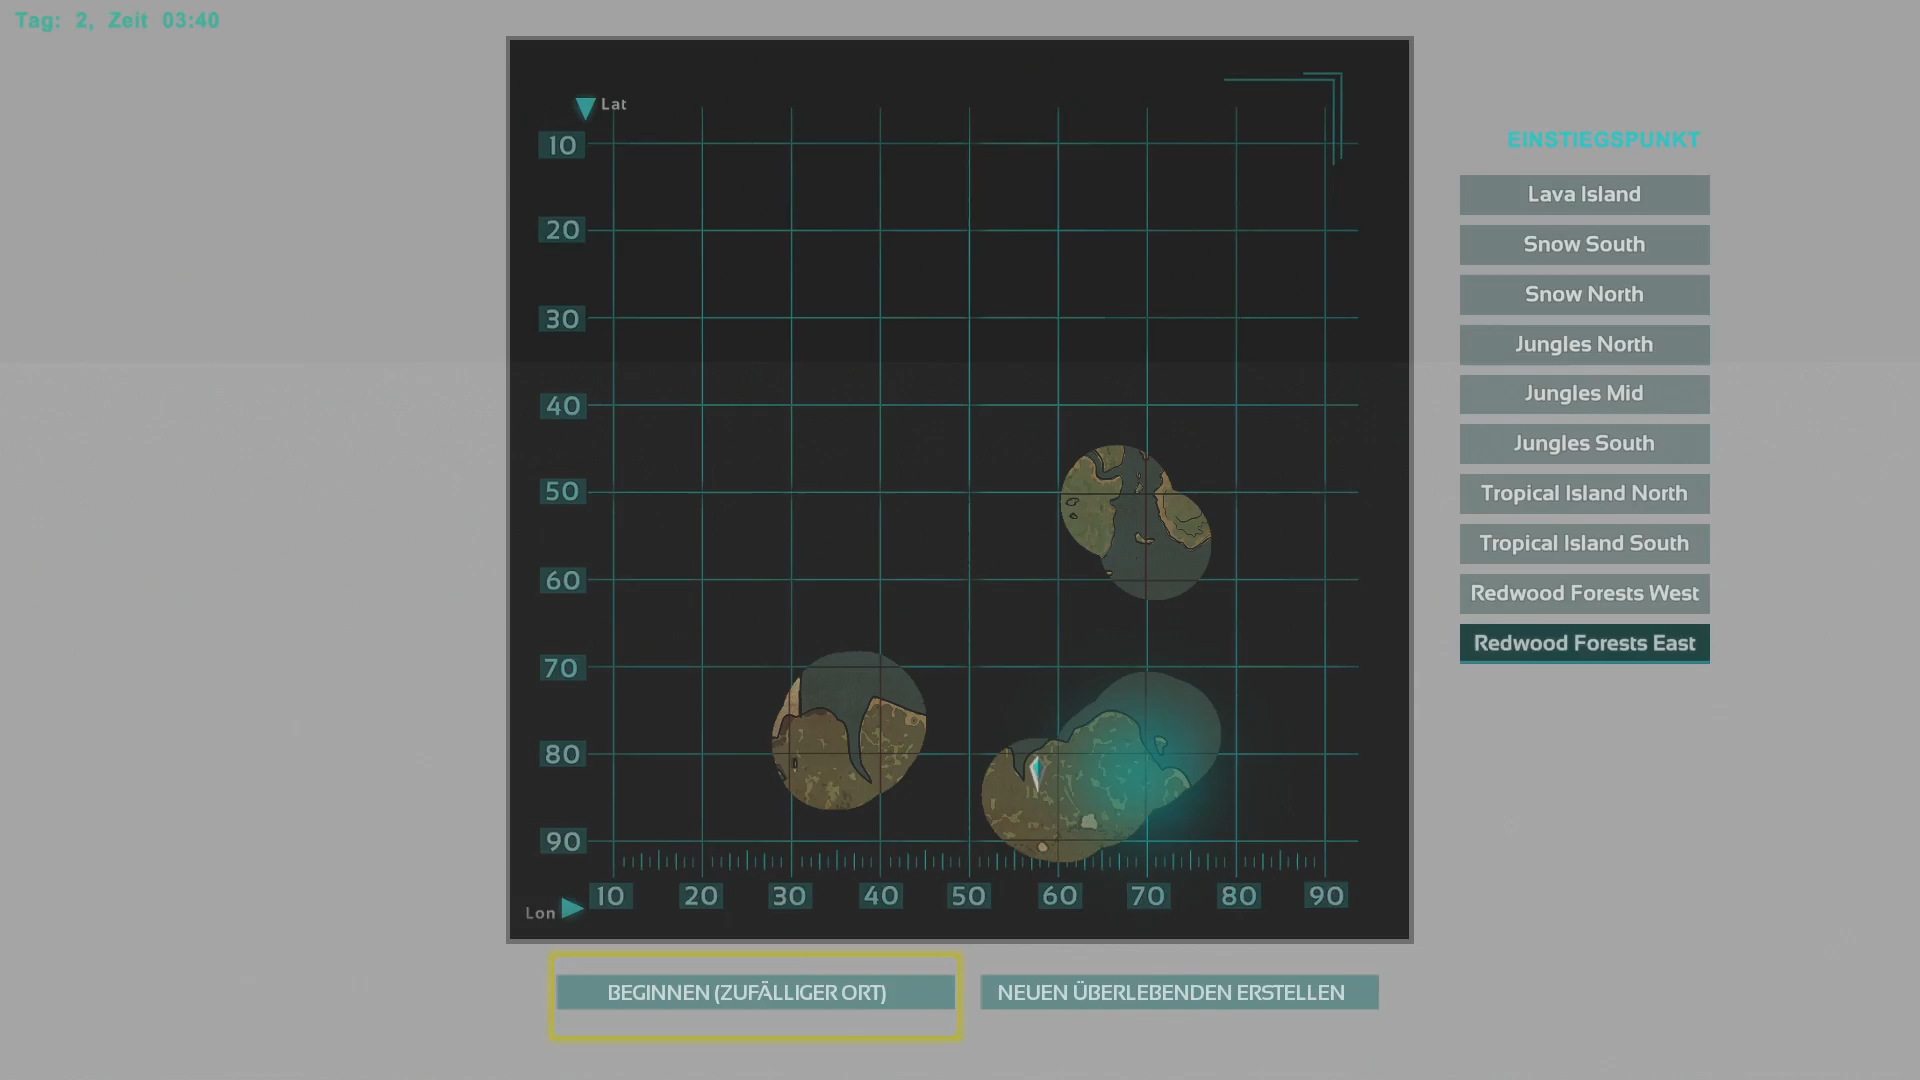 Tag: 2, Zeit 03:40
Lat
10
20
30
40
50
60
70
80
90
Lon
10 20 30 40 50 60 70 80 90
EINSTIEGSPUNKT
Lava Island
Snow South
Snow North
Jungles North
Jungles Mid
Jungles South
Tropical Island North
Tropical Island South
Redwood Forests West
Redwood Forests East
BEGINNEN (ZUFÄLLIGER ORT)
NEUEN ÜBERLEBENDEN ERSTELLEN